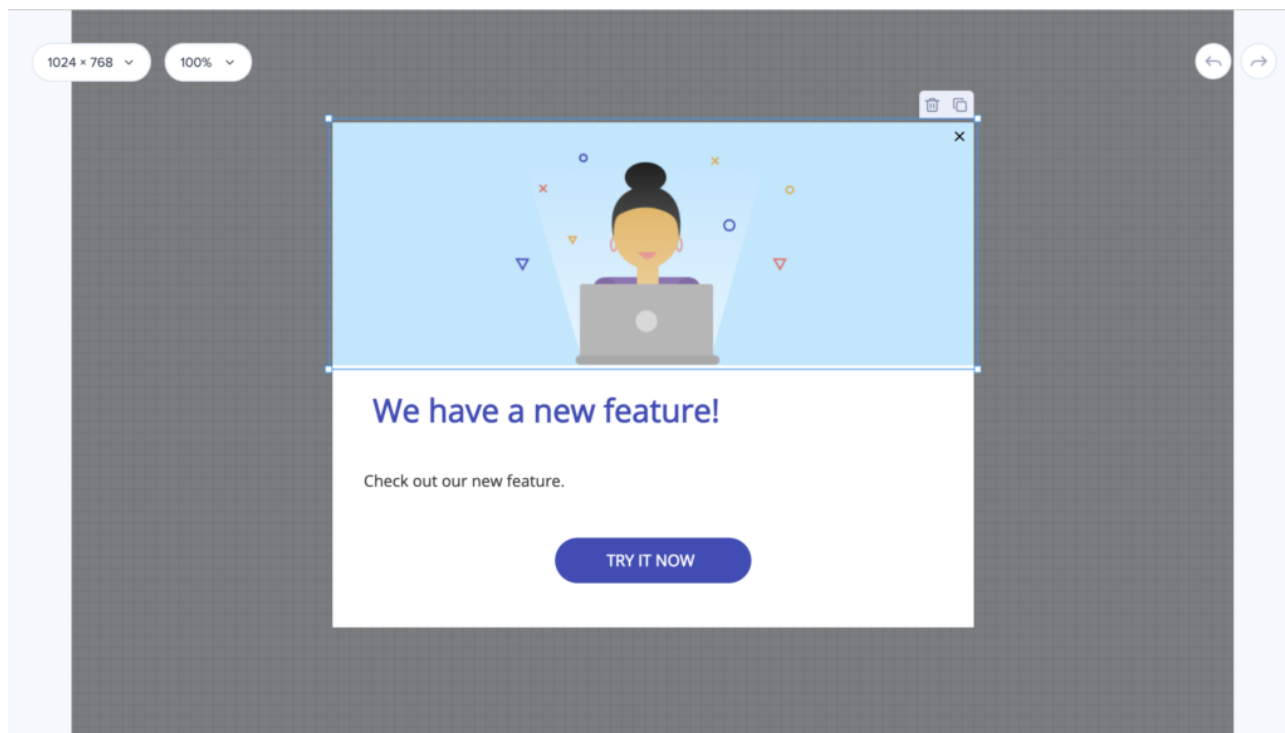 1024 × 768
100%
We have a new feature!
Check out our new feature.
TRY IT NOW